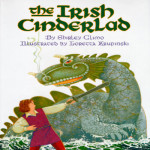 the IRISH
CINDERLAD
By Shirley Climo
Illustrated by Loretta Krupinski